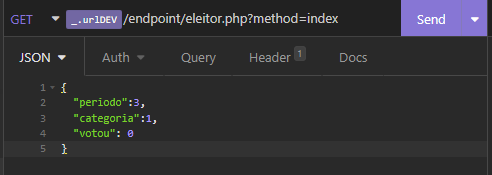 GET _.urlDEV /endpoint/eleitor.php?method=index Send
JSON Auth Query Header 1 Docs
1 {
2 "periodo":3,
3 "categoria":1,
4 "votou": 0
5 }